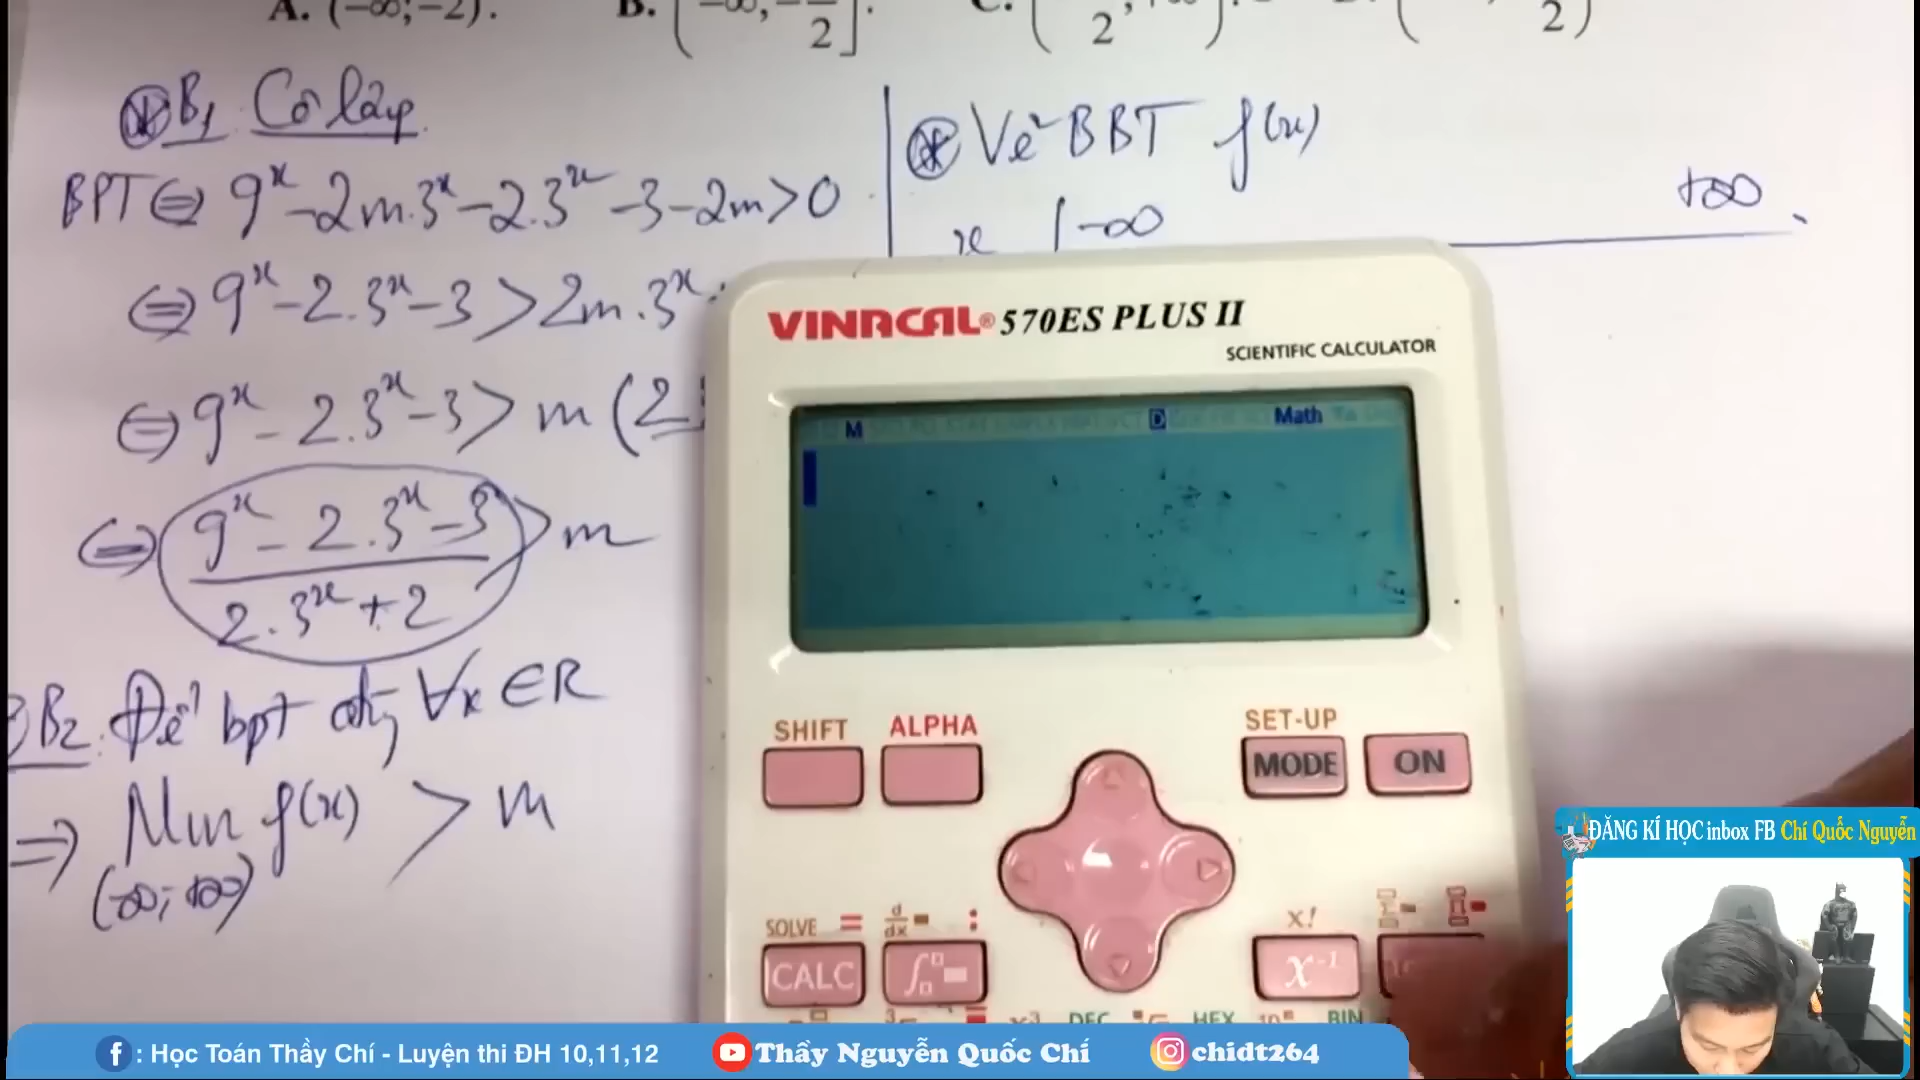 A. (−∞; −2). B. (−∞; − /2]. C. ( 2 ; +∞ ) ( 2 )
B1 Cô lập
BPT ⇔ 9^x − 2m.3^x − 2.3^x − 3 − 2m > 0
⇔ 9^x − 2.3^x − 3 > 2m.3^x
⇔ 9^x − 2.3^x − 3 > m (2
⇔ (9^x − 2.3^x − 3)/(2.3^x + 2) > m
B2. Để bpt ∀x ∈ R
⇒ Min f(x) > m
(−∞; +∞)
Vẽ BBT f(x)
x | −∞ +∞
VINACAL® 570ES PLUS II
SCIENTIFIC CALCULATOR
M D Math
SHIFT ALPHA SET-UP
MODE ON
SOLVE = d/dx :  x!
CALC ∫ x⁻¹
DEC HEX BIN
ĐĂNG KÍ HỌC inbox FB Chí Quốc Nguyễn
f : Học Toán Thầy Chí - Luyện thi ĐH 10,11,12 Thầy Nguyễn Quốc Chí chidt264